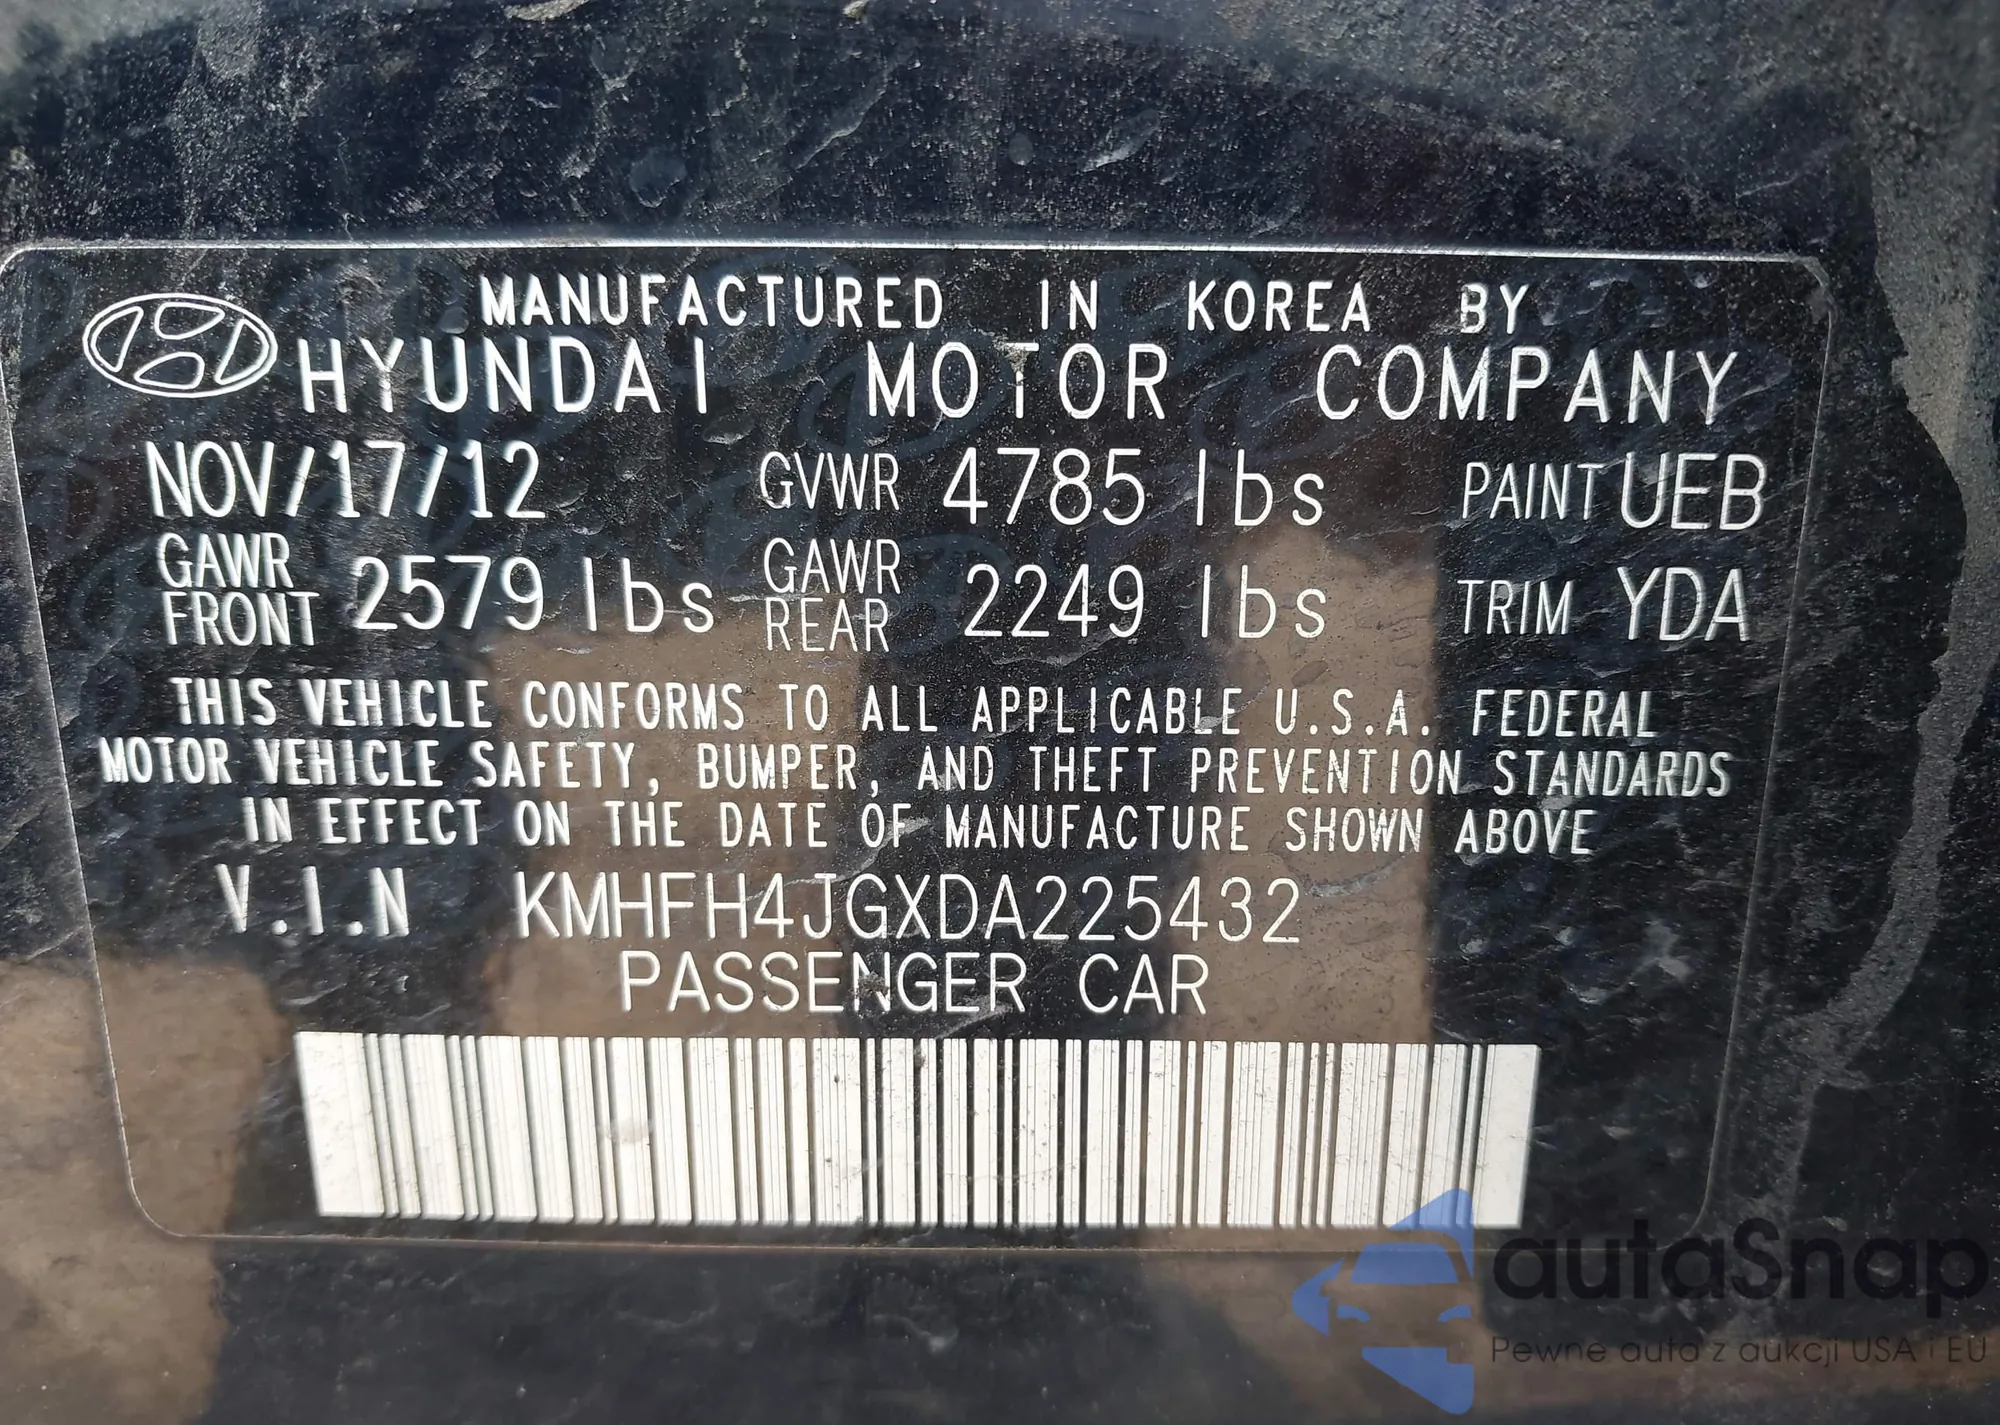 MANUFACTURED IN KOREA BY
HYUNDAI MOTOR COMPANY
NOV/17/12 GVWR 4785 lbs PAINT UEB
GAWR FRONT 2579 lbs GAWR REAR 2249 lbs TRIM YDA
THIS VEHICLE CONFORMS TO ALL APPLICABLE U.S.A. FEDERAL
MOTOR VEHICLE SAFETY, BUMPER, AND THEFT PREVENTION STANDARDS
IN EFFECT ON THE DATE OF MANUFACTURE SHOWN ABOVE
V.I.N KMHFH4JGXDA225432
PASSENGER CAR
autaSnap
Pewne auta z aukcji USA i EU